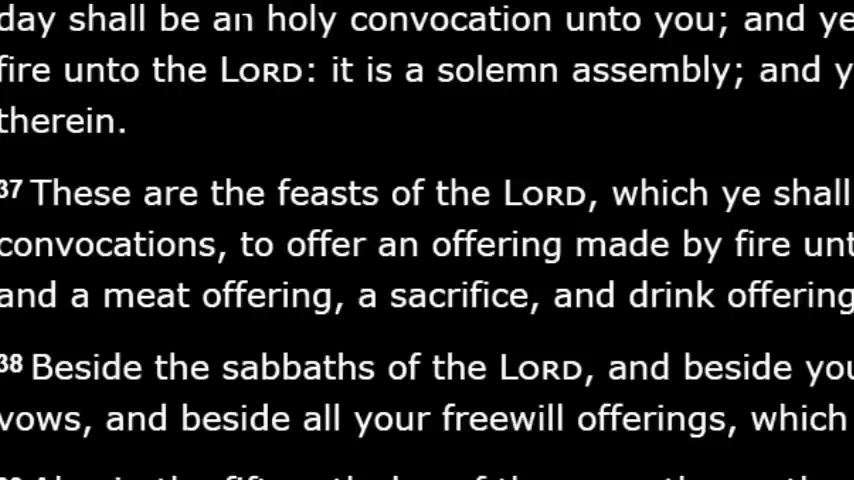 day shall be an holy convocation unto you; and ye
fire unto the LORD: it is a solemn assembly; and y
therein.
37 These are the feasts of the LORD, which ye shall
convocations, to offer an offering made by fire unt
and a meat offering, a sacrifice, and drink offering
38 Beside the sabbaths of the LORD, and beside you
vows, and beside all your freewill offerings, which